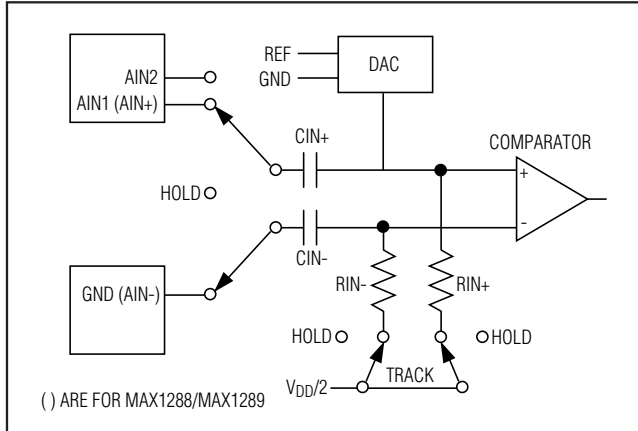 REF
GND
DAC
AIN2
AIN1 (AIN+)
CIN+
COMPARATOR
+
HOLD
-
CIN-
GND (AIN-)
RIN-
RIN+
HOLD
HOLD
VDD/2
TRACK
( ) ARE FOR MAX1288/MAX1289